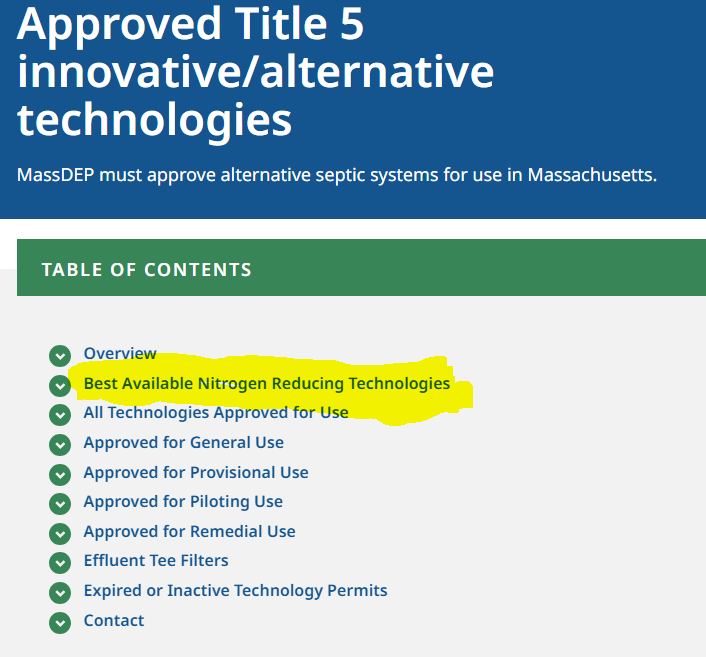 Approved Title 5
innovative/alternative
technologies
MassDEP must approve alternative septic systems for use in Massachusetts.
TABLE OF CONTENTS
Overview
Best Available Nitrogen Reducing Technologies
All Technologies Approved for Use
Approved for General Use
Approved for Provisional Use
Approved for Piloting Use
Approved for Remedial Use
Effluent Tee Filters
Expired or Inactive Technology Permits
Contact